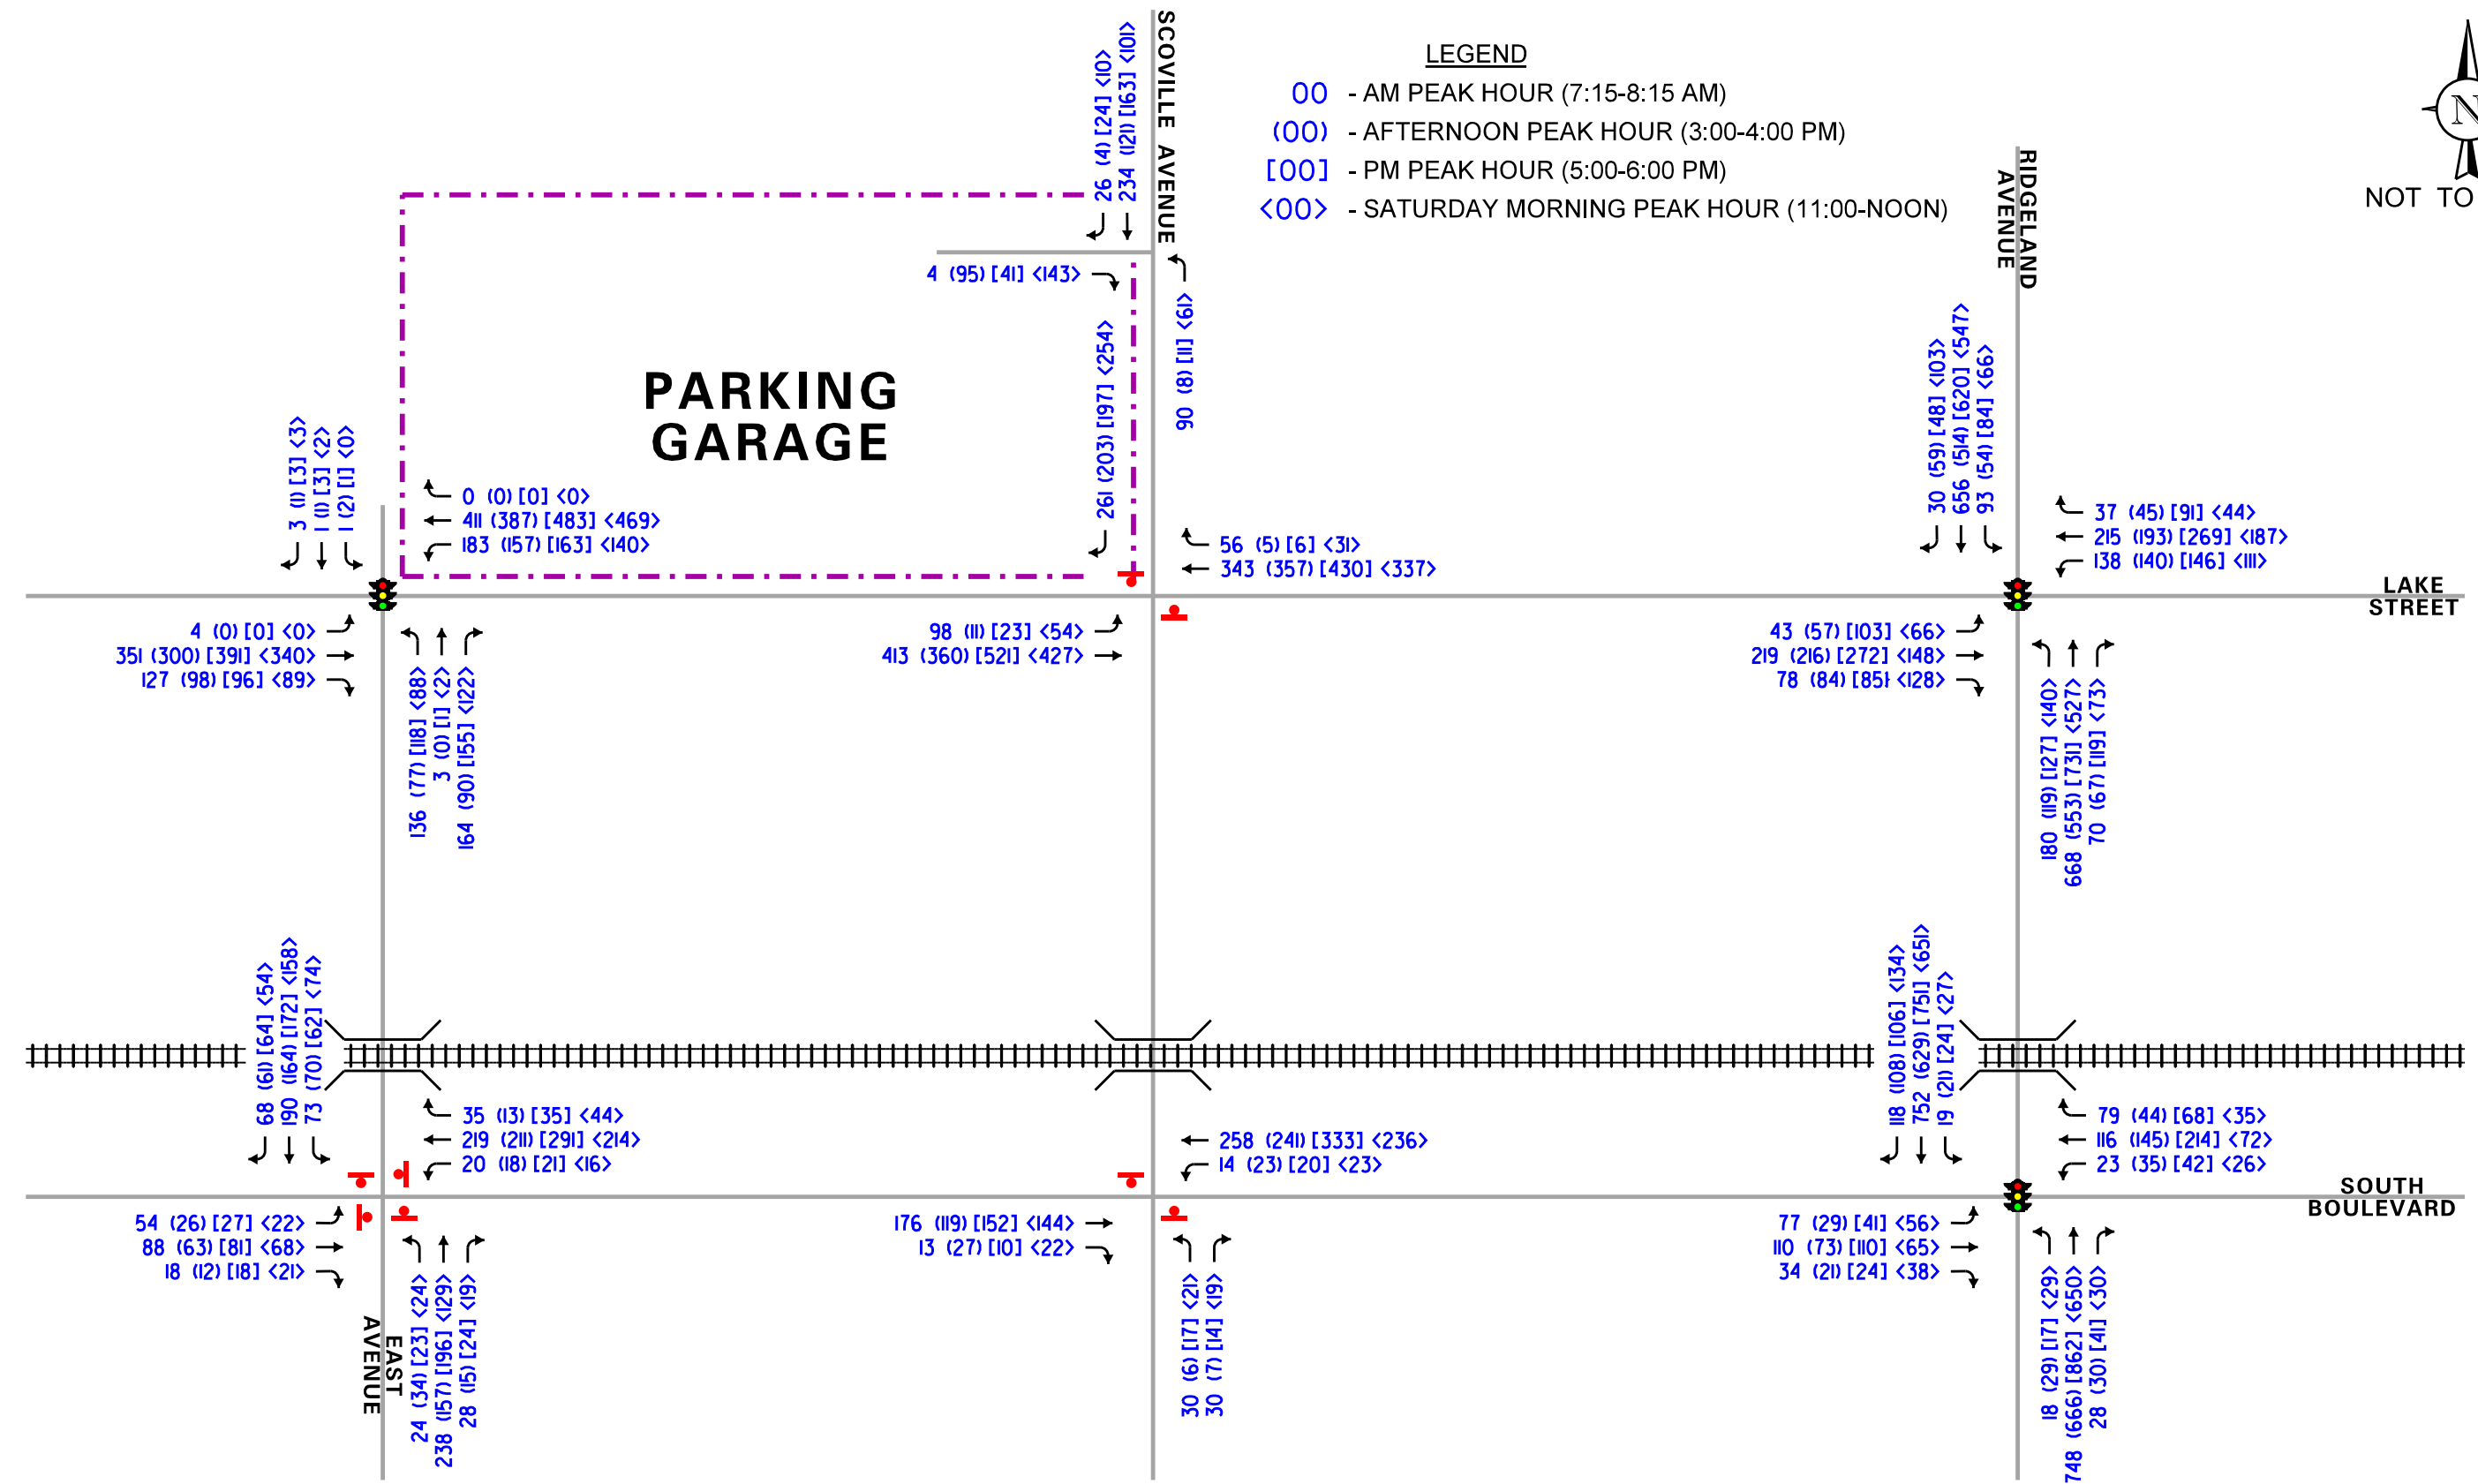 LEGEND
00 - AM PEAK HOUR (7:15-8:15 AM)
(00) - AFTERNOON PEAK HOUR (3:00-4:00 PM)
[00] - PM PEAK HOUR (5:00-6:00 PM)
<00> - SATURDAY MORNING PEAK HOUR (11:00-NOON)
N
NOT TO
SCOVILLE AVENUE
RIDGELAND
AVENUE
26 (4) [24] <10>
234 (121) [163] <101>
4 (95) [41] <143>
90 (8) [11] <61>
261 (203) [197] <254>
PARKING
GARAGE
3 (1) [3] <3>
1 (1) [3] <2>
1 (2) [1] <0>
0 (0) [0] <0>
411 (387) [483] <469>
183 (157) [163] <140>
56 (5) [6] <31>
343 (357) [430] <337>
30 (59) [48] <103>
656 (514) [620] <547>
93 (54) [84] <66>
37 (45) [91] <44>
215 (193) [269] <187>
138 (140) [146] <111>
LAKE
STREET
4 (0) [0] <0>
351 (300) [391] <340>
127 (98) [96] <89>
136 (77) [118] <88>
3 (0) [1] <2>
164 (90) [155] <122>
98 (11) [23] <54>
413 (360) [521] <427>
43 (57) [103] <66>
219 (216) [272] <148>
78 (84) [85} <128>
180 (119) [127] <140>
668 (553) [731] <527>
70 (67) [119] <73>
68 (61) [64] <54>
190 (164) [172] <158>
73 (70) [62] <74>
35 (13) [35] <44>
219 (211) [291] <214>
20 (18) [21] <16>
258 (241) [333] <236>
14 (23) [20] <23>
118 (108) [106] <134>
752 (629) [751] <651>
19 (21) [24] <27>
79 (44) [68] <35>
116 (145) [214] <72>
23 (35) [42] <26>
SOUTH
BOULEVARD
54 (26) [27] <22>
88 (63) [81] <68>
18 (12) [18] <21>
24 (34) [23] <24>
238 (157) [196] <129>
28 (15) [24] <19>
176 (119) [152] <144>
13 (27) [10] <22>
30 (6) [17] <21>
30 (7) [14] <19>
77 (29) [41] <56>
110 (73) [110] <65>
34 (21) [24] <38>
18 (29) [17] <29>
748 (666) [862] <650>
28 (30) [41] <30>
EAST
AVENUE